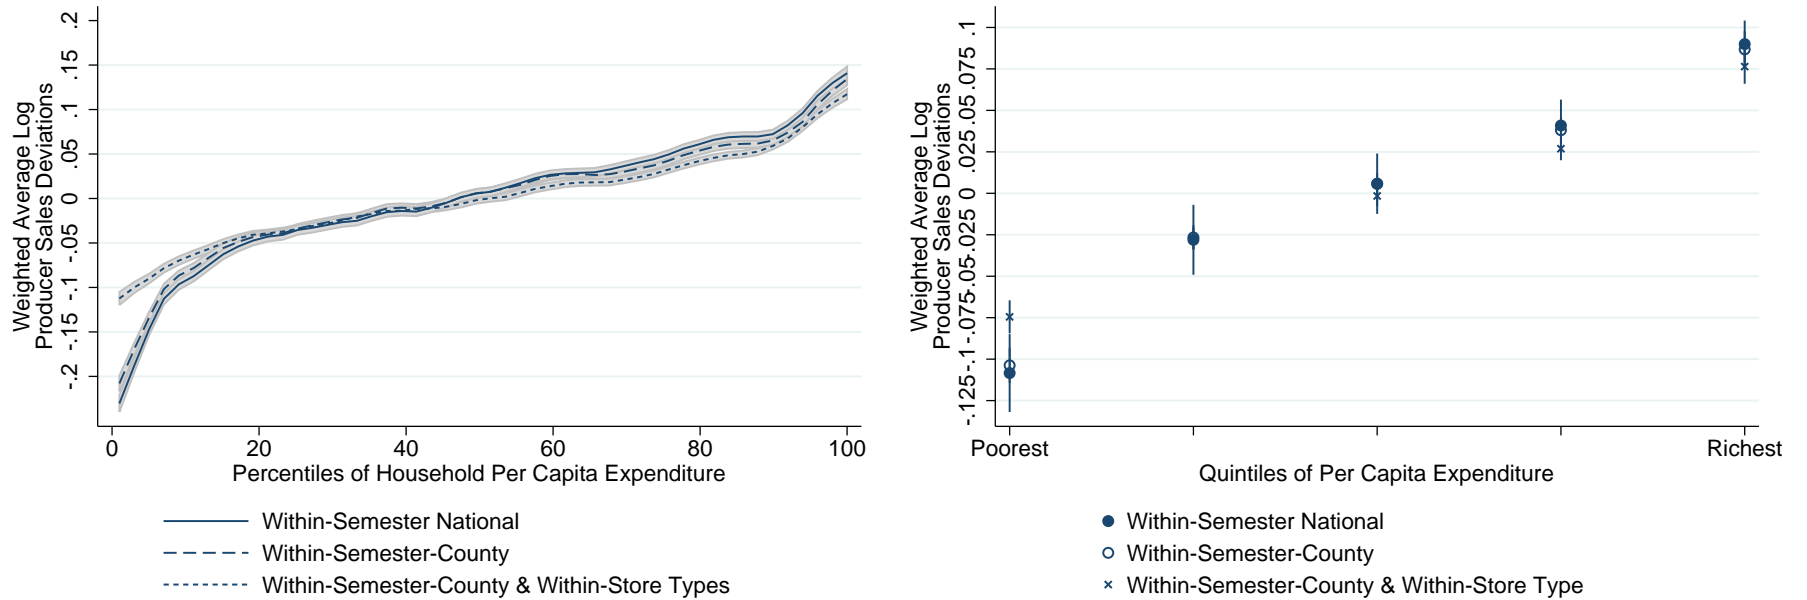 Weighted Average Log
Producer Sales Deviations
.2
.15
.1
.05
0
-.05
-.1
-.15
-.2
0 20 40 60 80 100
Percentiles of Household Per Capita Expenditure
Within-Semester National
Within-Semester-County
Within-Semester-County & Within-Store Types
Weighted Average Log
Producer Sales Deviations
.1
.075
.05
.025
0
-.025
-.05
-.075
-.1
-.125
Poorest Richest
Quintiles of Per Capita Expenditure
Within-Semester National
Within-Semester-County
Within-Semester-County & Within-Store Type